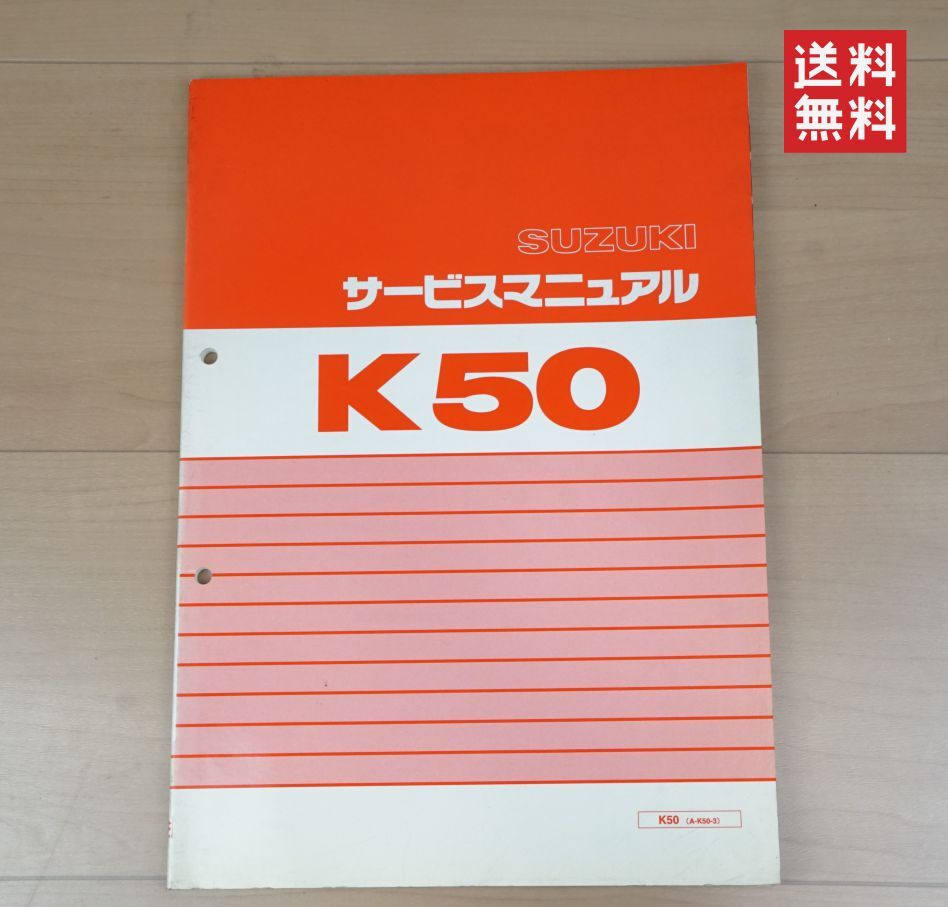 送料
無料
SUZUKI
サービスマニュアル
K50
K50 (A-K50-3)